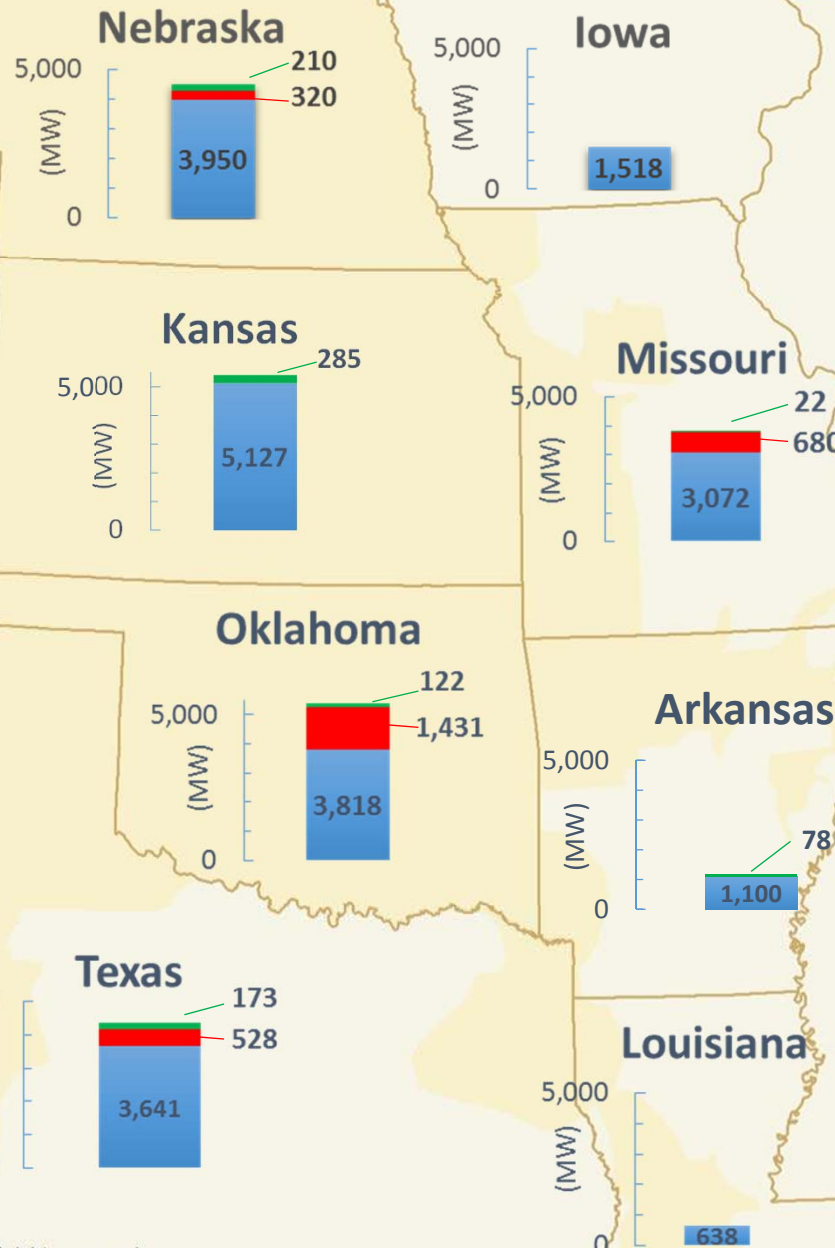 Nebraska
5,000
(MW)
0
210
320
3,950
Iowa
5,000
(MW)
0
1,518
Kansas
5,000
(MW)
0
285
5,127
Missouri
5,000
(MW)
0
22
680
3,072
Oklahoma
5,000
(MW)
0
122
1,431
3,818
Arkansas
5,000
(MW)
0
78
1,100
Texas
173
528
3,641
Louisiana
5,000
(MW)
0
638